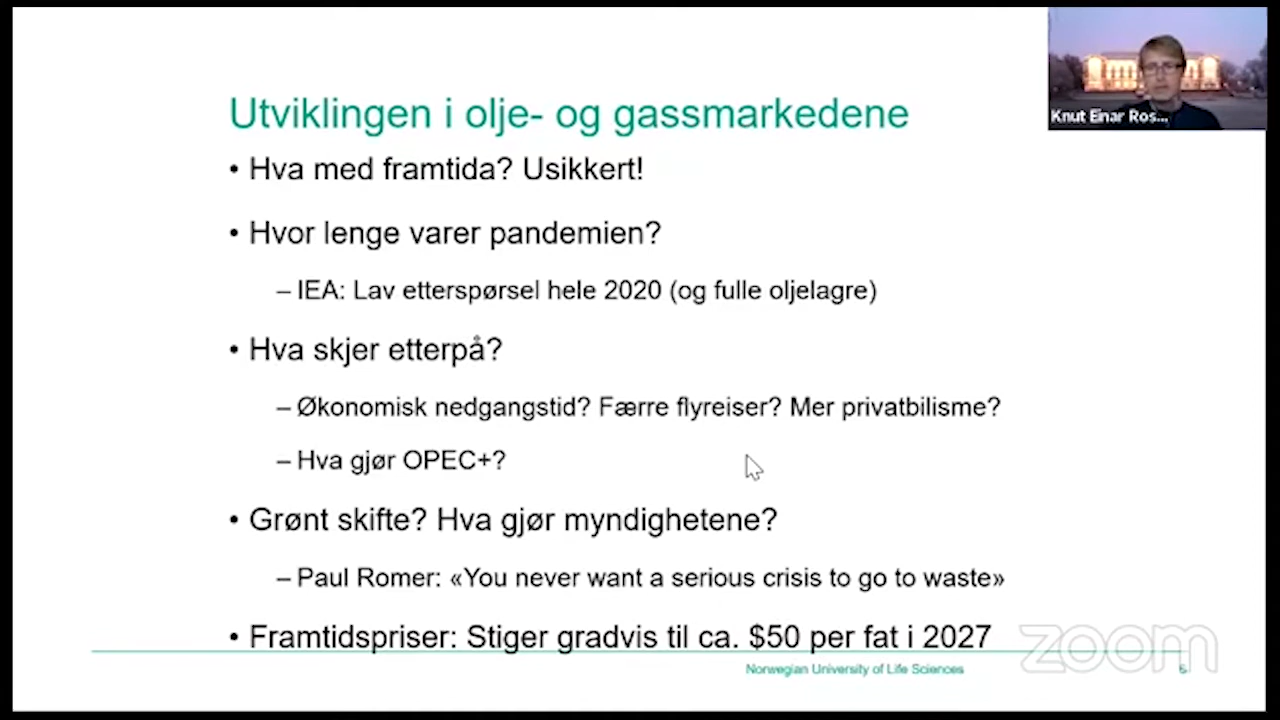 Utviklingen i olje- og gassmarkedene
• Hva med framtida? Usikkert!
• Hvor lenge varer pandemien?
– IEA: Lav etterspørsel hele 2020 (og fulle oljelagre)
• Hva skjer etterpå?
– Økonomisk nedgangstid? Færre flyreiser? Mer privatbilisme?
– Hva gjør OPEC+?
• Grønt skifte? Hva gjør myndighetene?
– Paul Romer: «You never want a serious crisis to go to waste»
• Framtidspriser: Stiger gradvis til ca. $50 per fat i 2027
Norwegian University of Life Sciences
Knut Einar Ros...
zoom